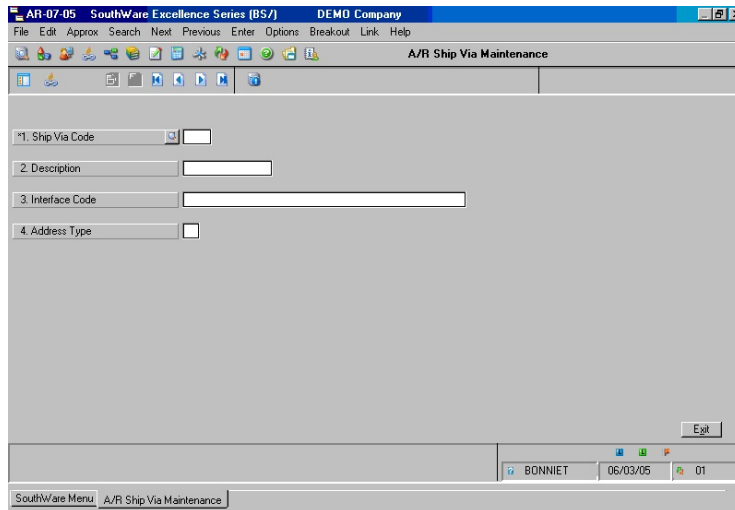 AR-07-05 SouthWare Excellence Series (BS/) DEMO Company
File Edit Approx Search Next Previous Enter Options Breakout Link Help
A/R Ship Via Maintenance
*1. Ship Via Code
2. Description
3. Interface Code
4. Address Type
Exit
BONNIET 06/03/05 01
SouthWare Menu A/R Ship Via Maintenance